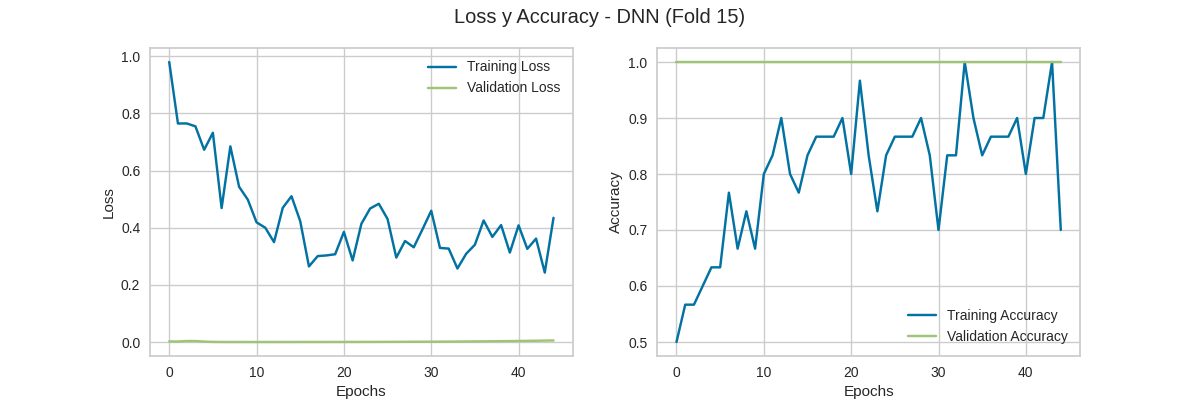 Loss y Accuracy - DNN (Fold 15)
1.0
0.8
0.6
0.4
0.2
0.0
Loss
0
10
20
30
40
Epochs
Training Loss
Validation Loss
1.0
0.9
0.8
0.7
0.6
0.5
Accuracy
0
10
20
30
40
Epochs
Training Accuracy
Validation Accuracy